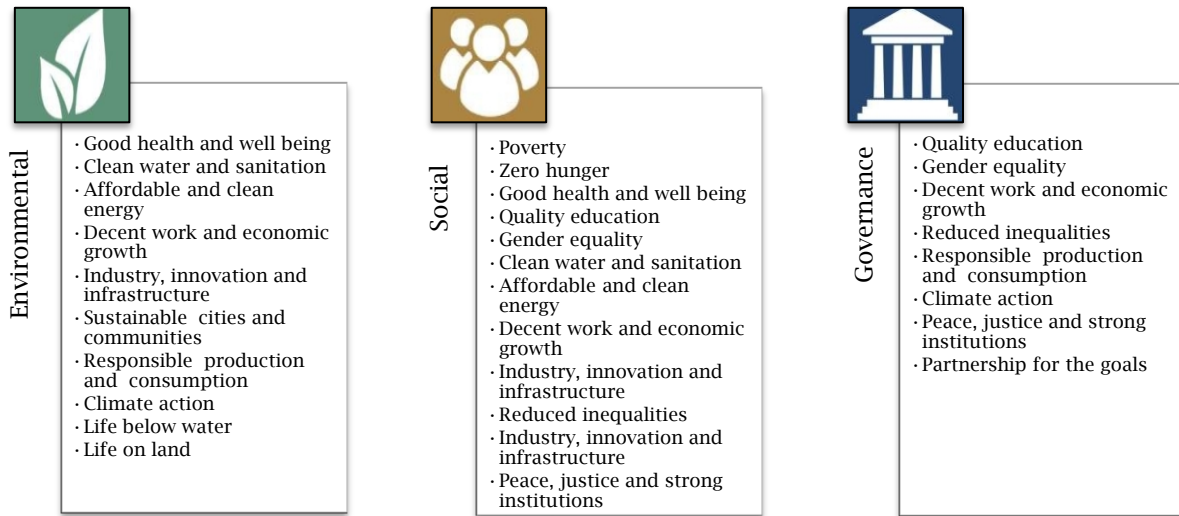 Environmental
· Good health and well being
· Clean water and sanitation
· Affordable and clean
energy
· Decent work and economic
growth
· Industry, innovation and
infrastructure
· Sustainable cities and
communities
· Responsible production
and consumption
· Climate action
· Life below water
· Life on land
Social
· Poverty
· Zero hunger
· Good health and well being
· Quality education
· Gender equality
· Clean water and sanitation
· Affordable and clean
energy
· Decent work and economic
growth
· Industry, innovation and
infrastructure
· Reduced inequalities
· Industry, innovation and
infrastructure
· Peace, justice and strong
institutions
Governance
· Quality education
· Gender equality
· Decent work and economic
growth
· Reduced inequalities
· Responsible production
and consumption
· Climate action
· Peace, justice and strong
institutions
· Partnership for the goals